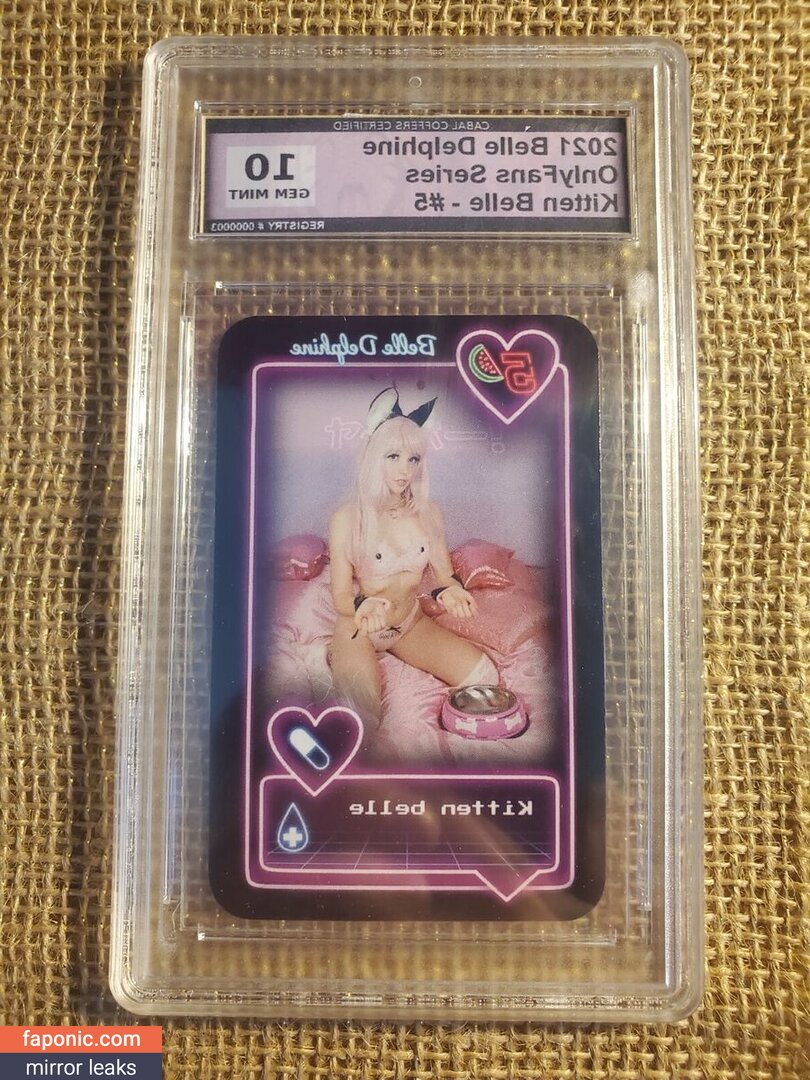 CABAL COFFERS CERTIFIED
2021 Belle Delphine
OnlyFans Series
Kitten Belle - #5
10
GEM MINT
REGISTRY # 0000003
Belle Delphine
5
Kitten belle
faponic.com
mirror leaks